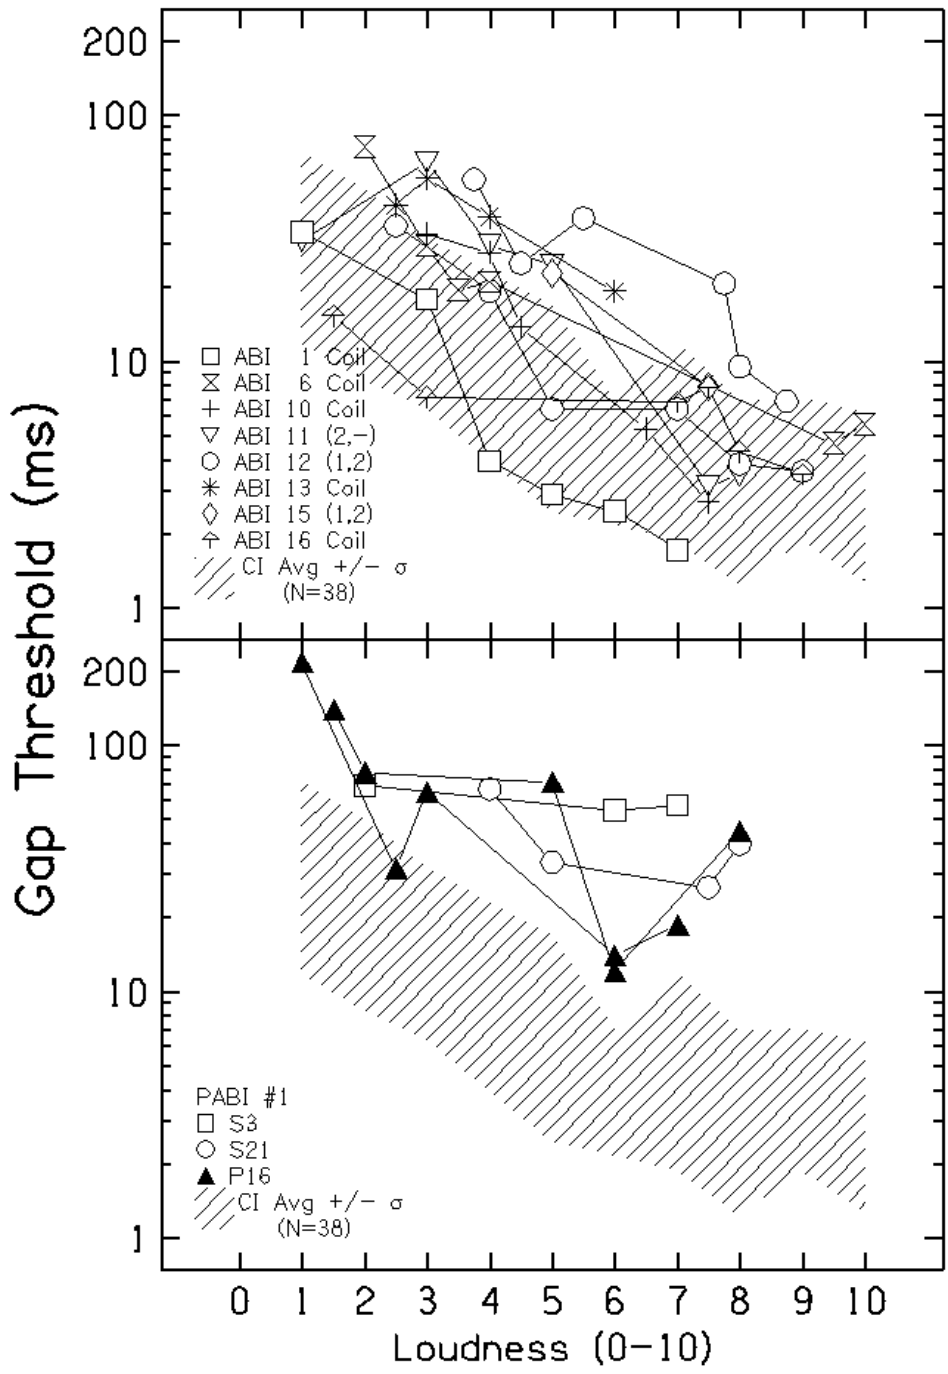 200
100
10
1
ABI 1 Coil
ABI 6 Coil
ABI 10 Coil
ABI 11 (2,-)
ABI 12 (1,2)
ABI 13 Coil
ABI 15 (1,2)
ABI 16 Coil
CI Avg +/- σ
(N=38)
Gap Threshold (ms)
200
100
10
1
PABI #1
S3
S21
P16
CI Avg +/- σ
(N=38)
0 1 2 3 4 5 6 7 8 9 10
Loudness (0-10)